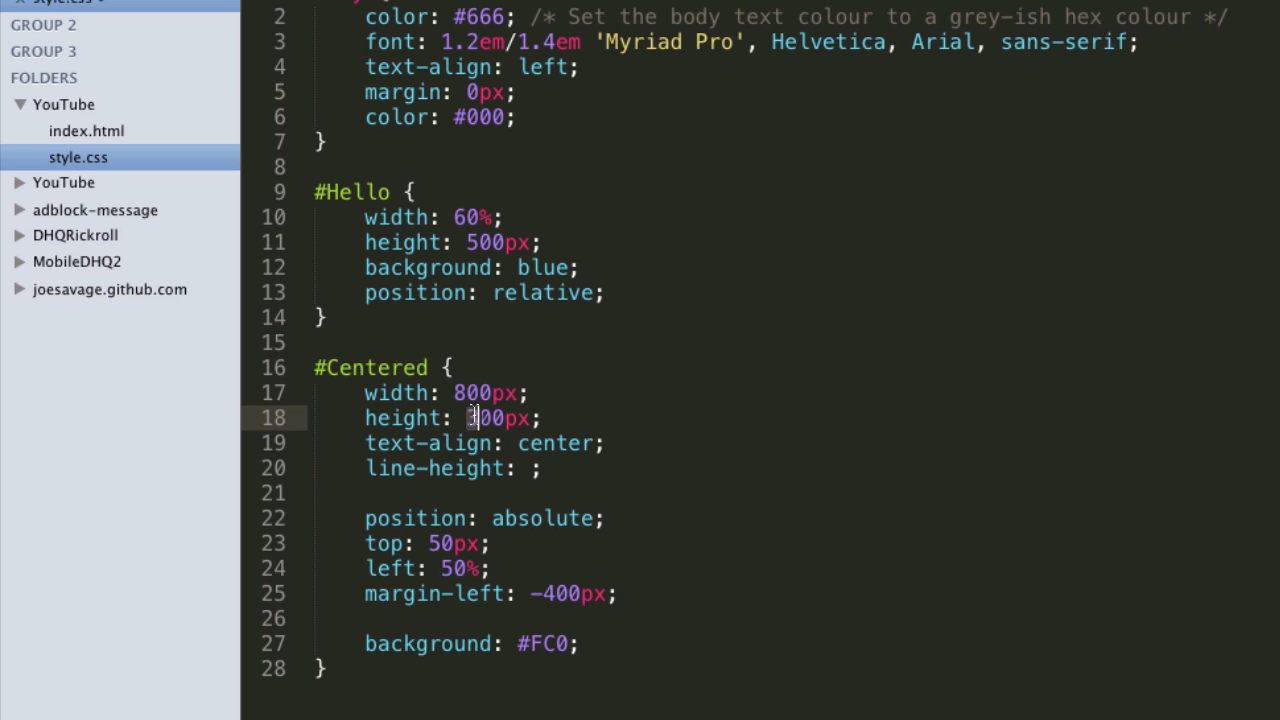 style.css
GROUP 2
GROUP 3
FOLDERS
YouTube
index.html
style.css
YouTube
adblock-message
DHQRickroll
MobileDHQ2
joesavage.github.com
2 color: #666; /* Set the body text colour to a grey-ish hex colour */
3 font: 1.2em/1.4em 'Myriad Pro', Helvetica, Arial, sans-serif;
4 text-align: left;
5 margin: 0px;
6 color: #000;
7 }
8
9 #Hello {
10 width: 60%;
11 height: 500px;
12 background: blue;
13 position: relative;
14 }
15
16 #Centered {
17 width: 800px;
18 height: 00px;
19 text-align: center;
20 line-height: ;
21
22 position: absolute;
23 top: 50px;
24 left: 50%;
25 margin-left: -400px;
26
27 background: #FC0;
28 }